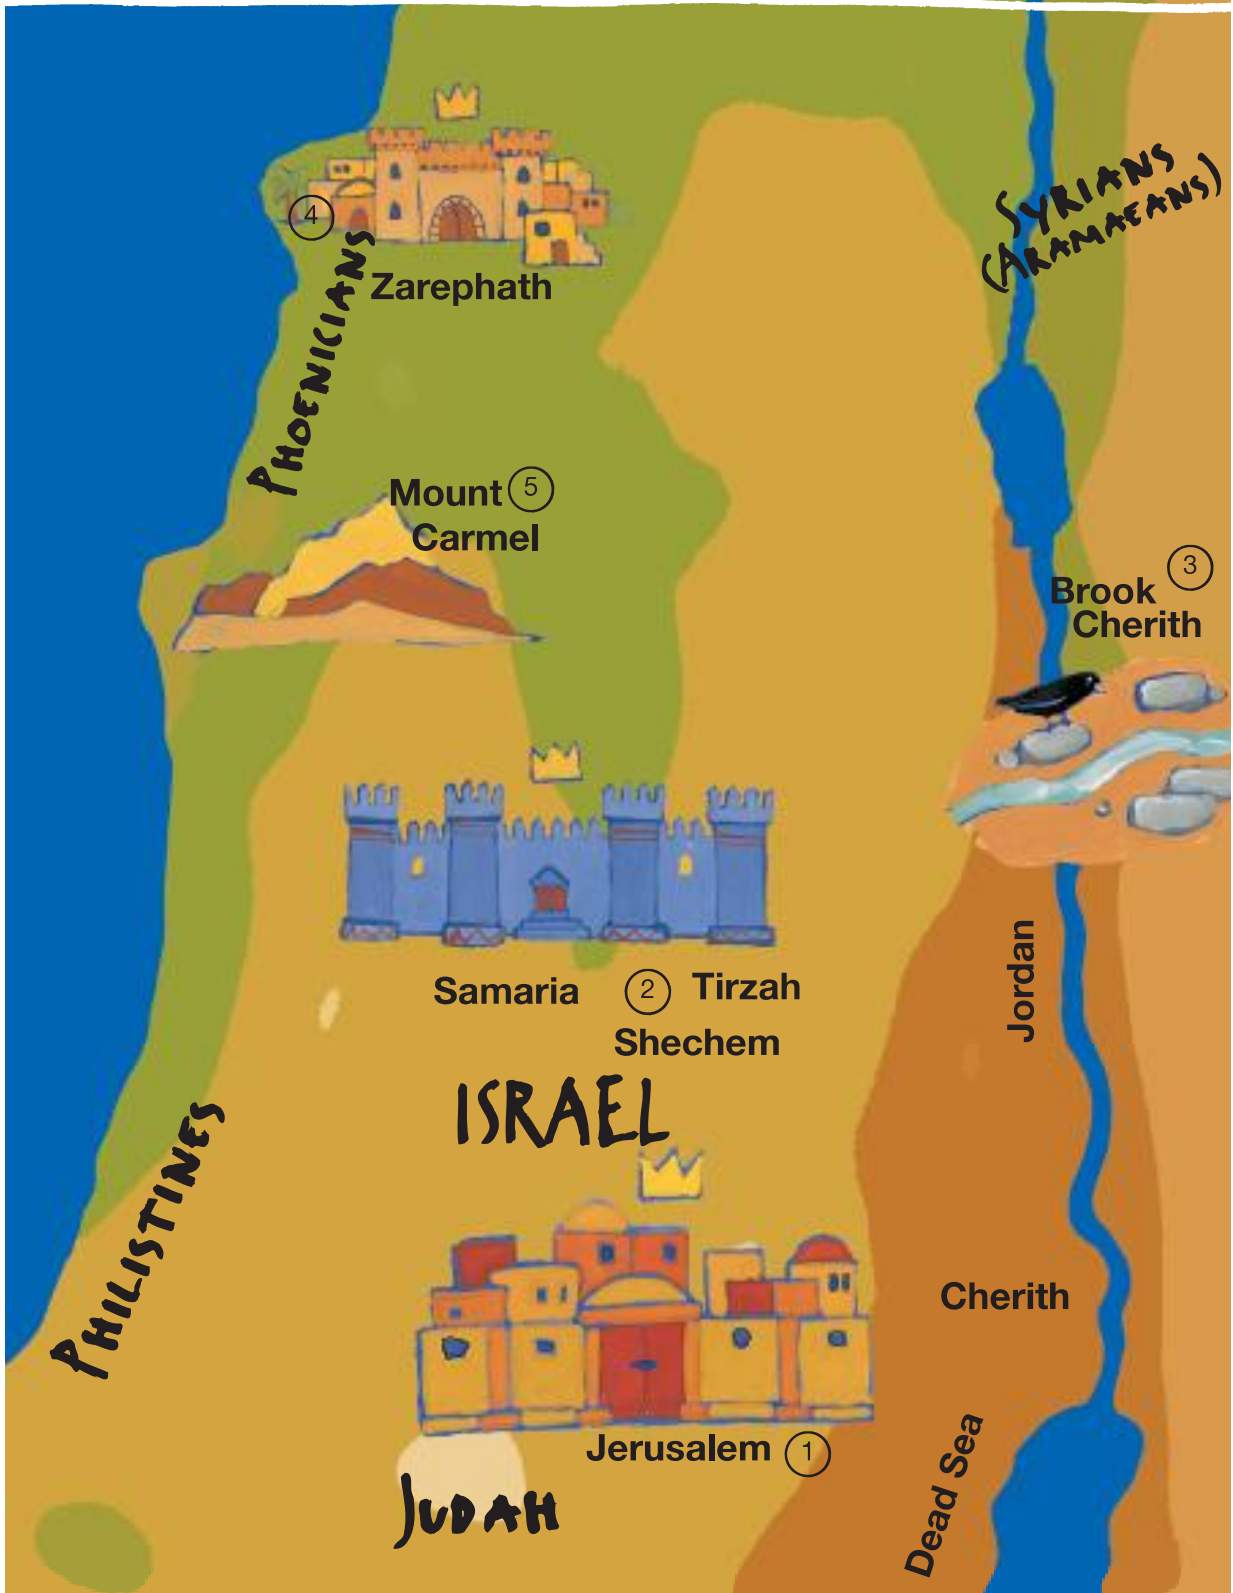 SYRIANS
(ARAMAEANS)
4
Zarephath
PHOENICIANS
Mount 5
Carmel
3
Brook
Cherith
Jordan
Samaria 2 Tirzah
Shechem
ISRAEL
PHILISTINES
Cherith
Jerusalem 1
Dead Sea
JUDAH